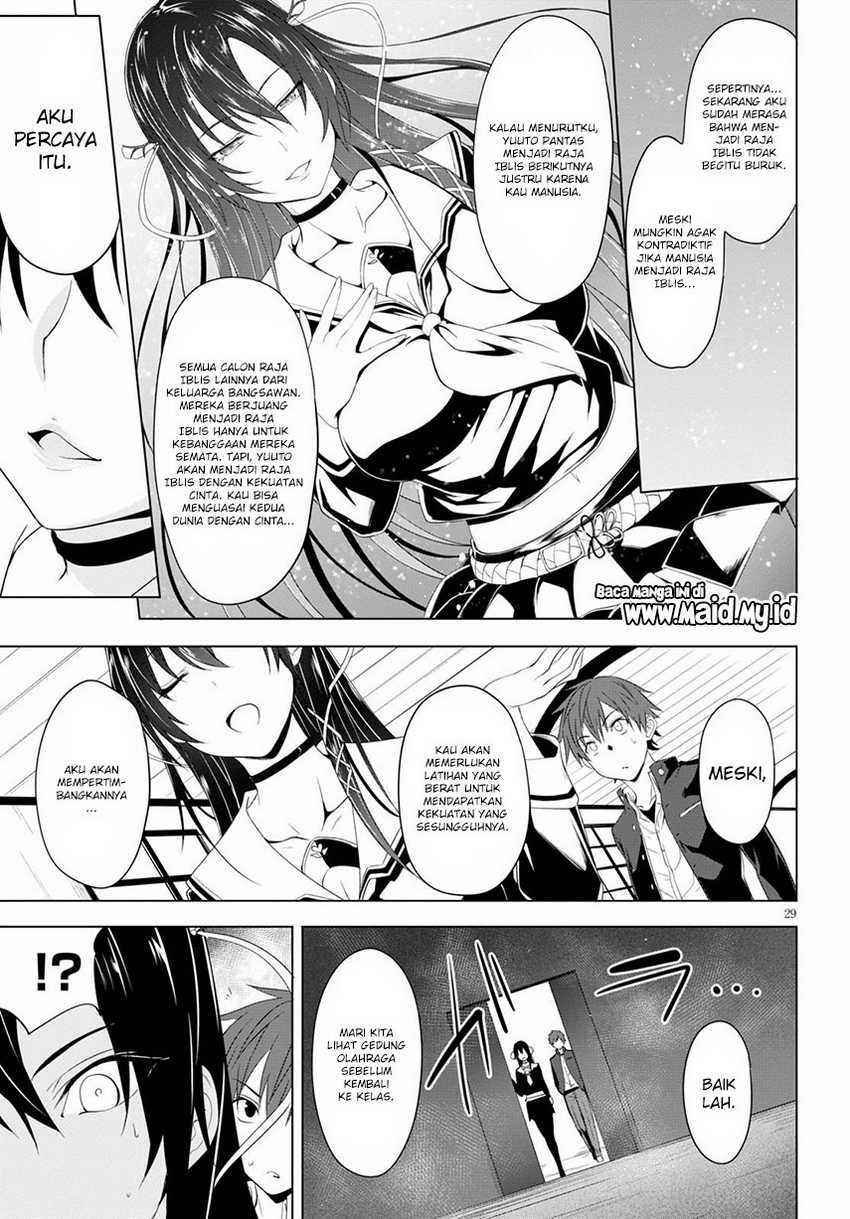 SEPERTINYA...
SEKARANG AKU
SUDAH MERASA
BAHWA MEN-
JADI RAJA
IBLIS TIDAK
BEGITU BURUK.
MESKI
MUNGKIN AGAK
KONTRADIKTIF
JIKA MANUSIA
MENJADI RAJA
IBLIS...
KALAU MENURUTKU,
YUUTO PANTAS
MENJADI RAJA
IBLIS BERIKUTNYA
JUSTRU KARENA
KAU MANUSIA.
SEMUA CALON RAJA
IBLIS LAINNYA DARI
KELUARGA BANGSAWAN.
MEREKA BERJUANG
MENJADI RAJA
IBLIS HANYA UNTUK
KEBANGGAAN MEREKA
SEMATA. TAPI, YUUTO
AKAN MENJADI RAJA
IBLIS DENGAN KEKUATAN
CINTA. KAU BISA
MENGUASAI KEDUA
DUNIA DENGAN CINTA...
AKU
PERCAYA
ITU.
Baca Manga ini di
www.Maid.My.id
MESKI,
KAU AKAN
MEMERLUKAN
LATIHAN YANG
BERAT UNTUK
MENDAPATKAN
KEKUATAN YANG
SESUNGGUHNYA.
AKU AKAN
MEMPERTIM-
BANGKANNYA
...
29
BAIK
LAH.
ガ...
MARI KITA
LIHAT GEDUNG
OLAHRAGA
SEBELUM
KEMBALI
KE KELAS.
!?